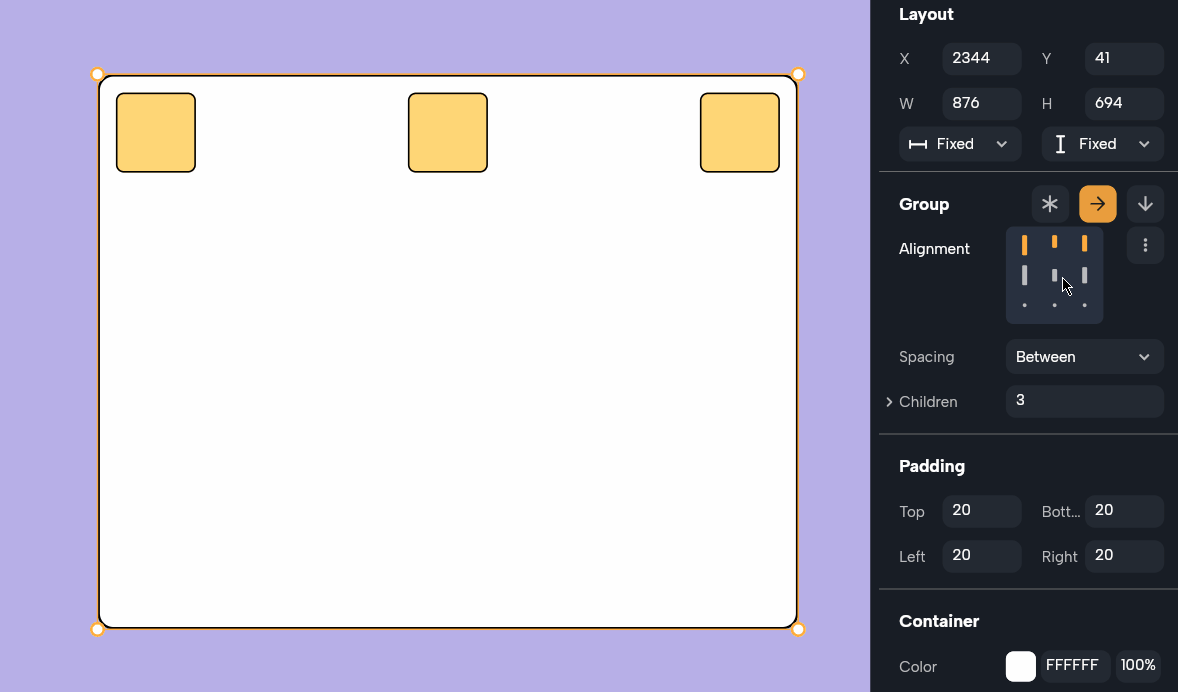 Layout
X 2344 Y 41
W 876 H 694
Fixed Fixed
Group
Alignment
Spacing Between
Children 3
Padding
Top 20 Bott... 20
Left 20 Right 20
Container
Color FFFFFF 100%